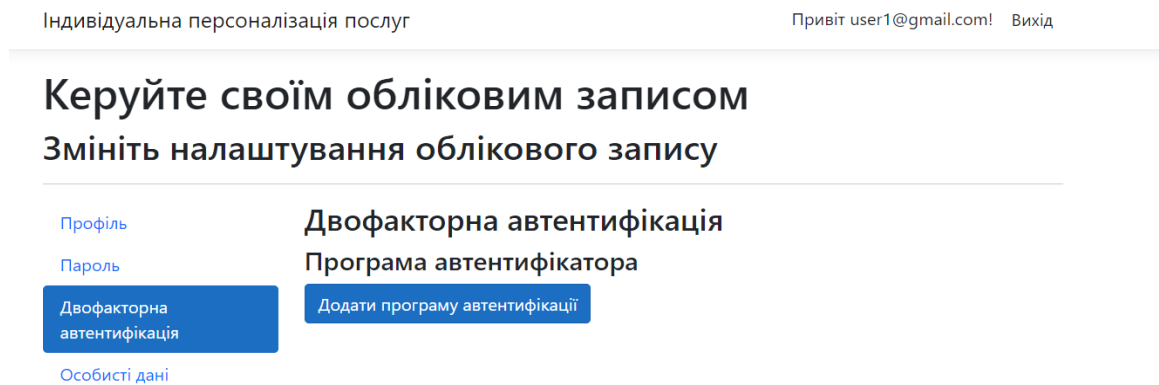 Індивідуальна персоналізація послуг
Привіт user1@gmail.com! Вихід
Керуйте своїм обліковим записом
Змініть налаштування облікового запису
Профіль
Пароль
Двофакторна
автентифікація
Особисті дані
Двофакторна автентифікація
Програма автентифікатора
Додати програму автентифікації